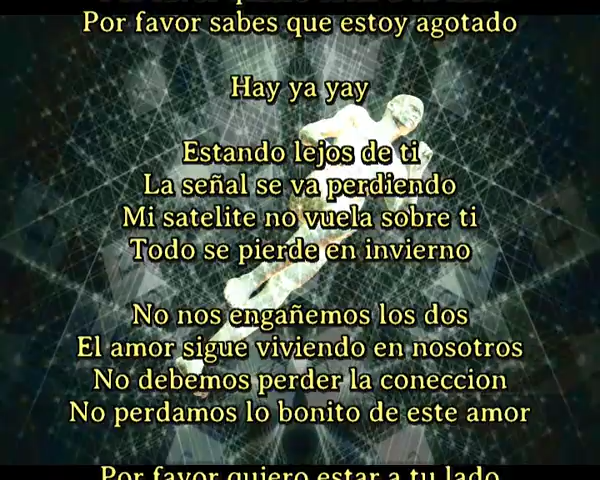 Por favor sabes que estoy agotado
Hay ya yay
Estando lejos de ti
La señal se va perdiendo
Mi satelite no vuela sobre ti
Todo se pierde en invierno
No nos engañemos los dos
El amor sigue viviendo en nosotros
No debemos perder la coneccion
No perdamos lo bonito de este amor
Por favor quiero estar a tu lado